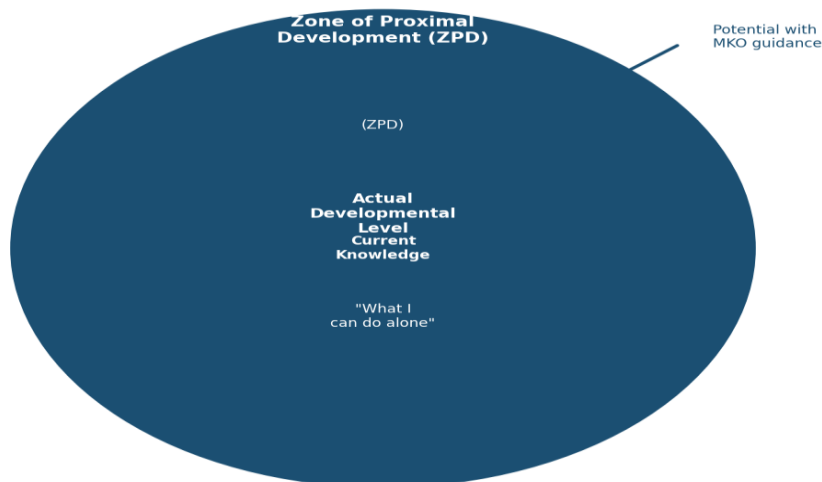 Zone of Proximal
Development (ZPD)
Potential with
MKO guidance
(ZPD)
Actual
Developmental
Level
Current
Knowledge
"What I
can do alone"